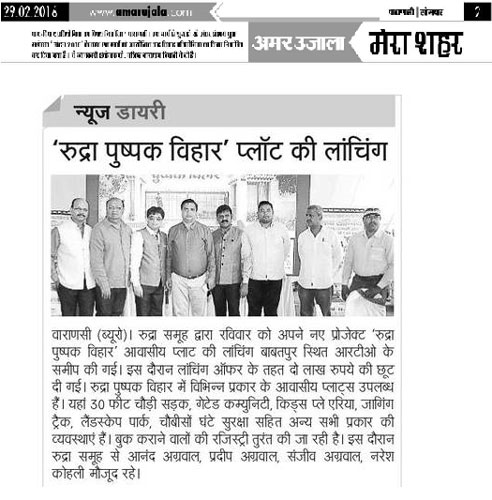 29.02.2016
www.amarujala.com
वाराणसी | सोमवार
2
अमर उजाला
मेरा शहर
न्यूज डायरी
‘रुद्रा पुष्पक विहार’ प्लॉट की लांचिंग
वाराणसी (ब्यूरो)। रुद्रा समूह द्वारा रविवार को अपने नए प्रोजेक्ट ‘रुद्रा
पुष्पक विहार’ आवासीय प्लाट की लांचिंग बाबतपुर स्थित आरटीओ के
समीप की गई। इस दौरान लांचिंग ऑफर के तहत दो लाख रुपये की छूट
दी गई। रुद्रा पुष्पक विहार में विभिन्न प्रकार के आवासीय प्लाट्स उपलब्ध
हैं। यहां 30 फीट चौड़ी सड़क, गेटेड कम्युनिटी, किड्स प्ले एरिया, जागिंग
ट्रैक, लैंडस्केप पार्क, चौबीसों घंटे सुरक्षा सहित अन्य सभी प्रकार की
व्यवस्थाएं हैं। बुक कराने वालों की रजिस्ट्री तुरंत की जा रही है। इस दौरान
रुद्रा समूह से आनंद अग्रवाल, प्रदीप अग्रवाल, संजीव अग्रवाल, नरेश
कोहली मौजूद रहे।